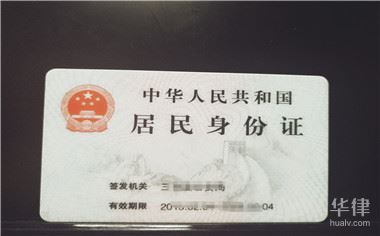 中华人民共和国
居民身份证
签发机关
有效期限
华律
hualv.com